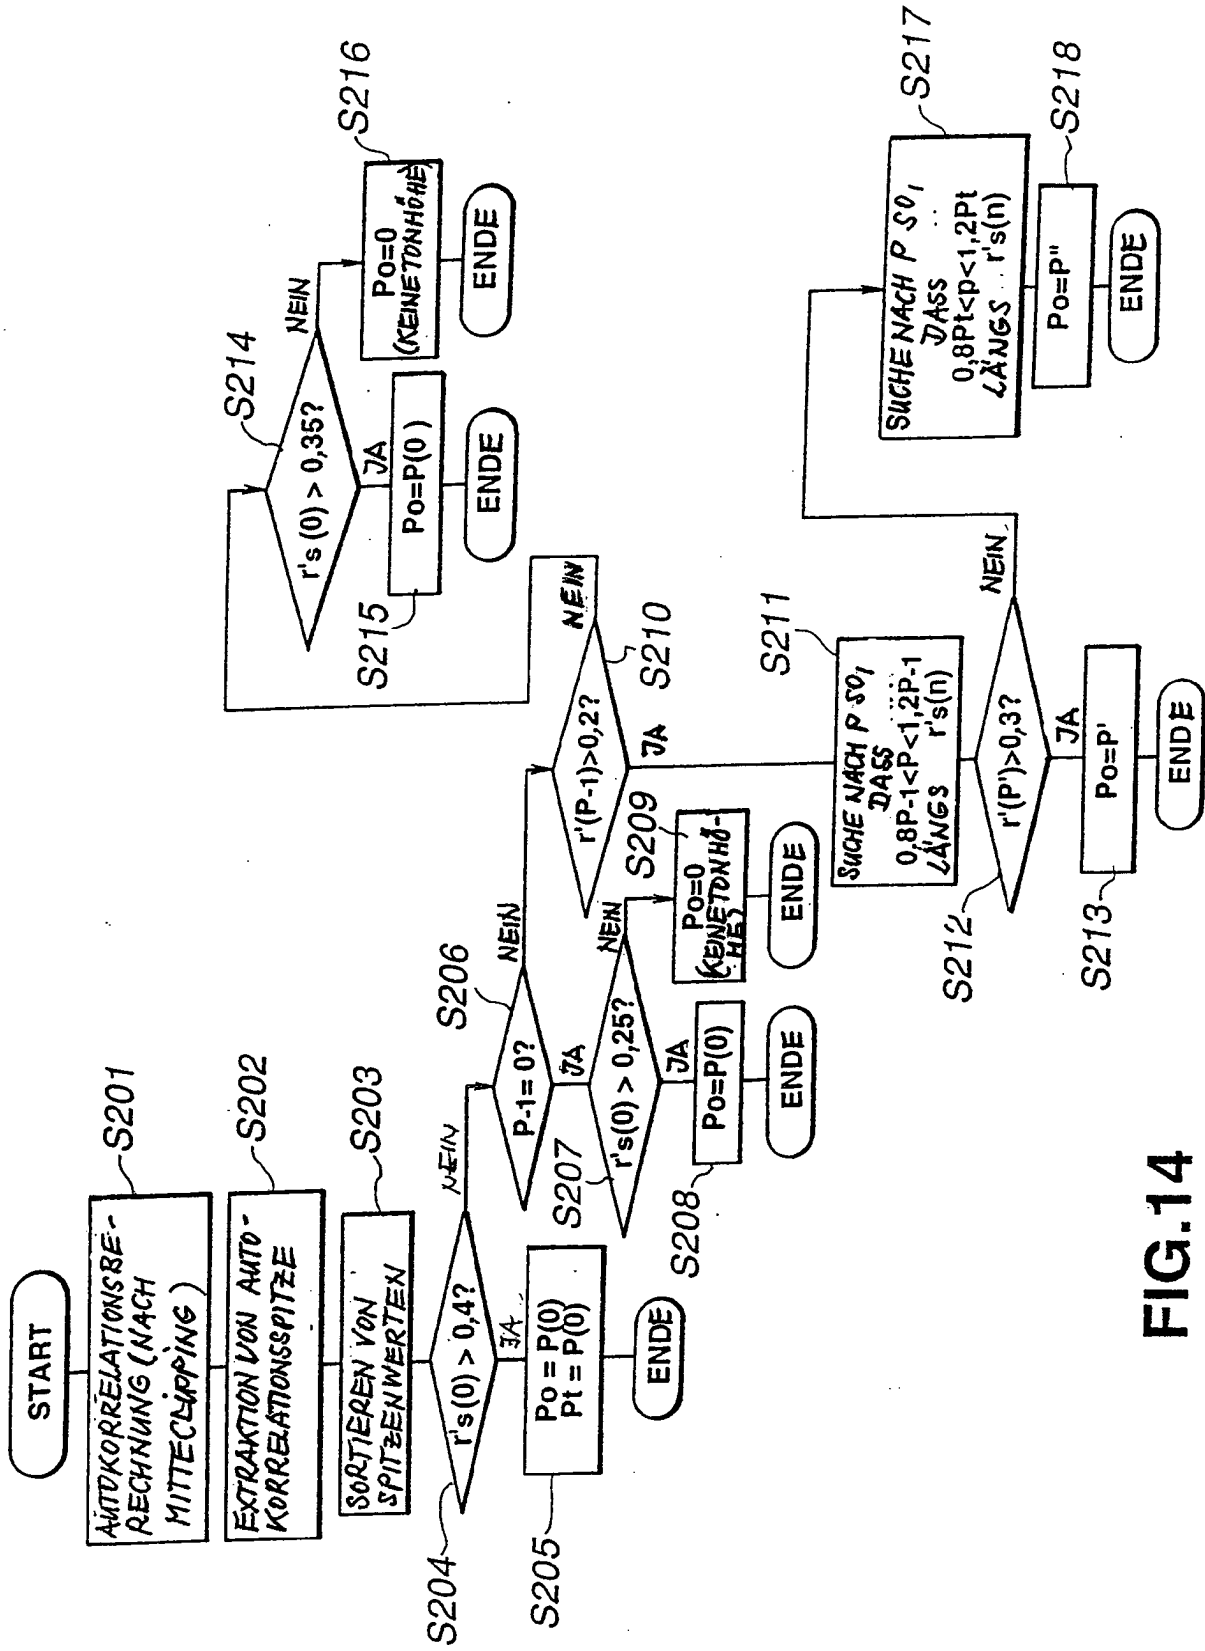 START
AUTOKORRELATIONSBE-
RECHNUNG (NACH
MITTECLIPPING)
S201
EXTRAKTION VON AUTO-
KORRELATIONSSPITZE
S202
SORTIEREN VON
SPITZENWERTEN
S203
r's(0) > 0,4?
S204
NEIN
JA
Po = P(0)
Pt = P(0)
S205
ENDE
P-1= 0?
S206
NEIN
JA
r's(0) > 0,25?
S207
NEIN
JA
Po=P(0)
S208
ENDE
Po=0
(KEINETONHÖ-
HE)
S209
ENDE
r'(P-1)>0,2?
S210
NEIN
JA
SUCHE NACH P SO,
DASS
0,8P-1<P<1,2P-1
LÄNGS r's(n)
S211
r'(P')>0,3?
S212
NEIN
JA
Po=P'
S213
ENDE
r's(0) > 0,35?
S214
NEIN
JA
Po=P(0)
S215
ENDE
Po=0
(KEINETONHÖHE)
S216
ENDE
SUCHE NACH P SO,
DASS
0,8Pt<p<1,2Pt
LÄNGS r's(n)
S217
Po=P"
S218
ENDE
FIG.14